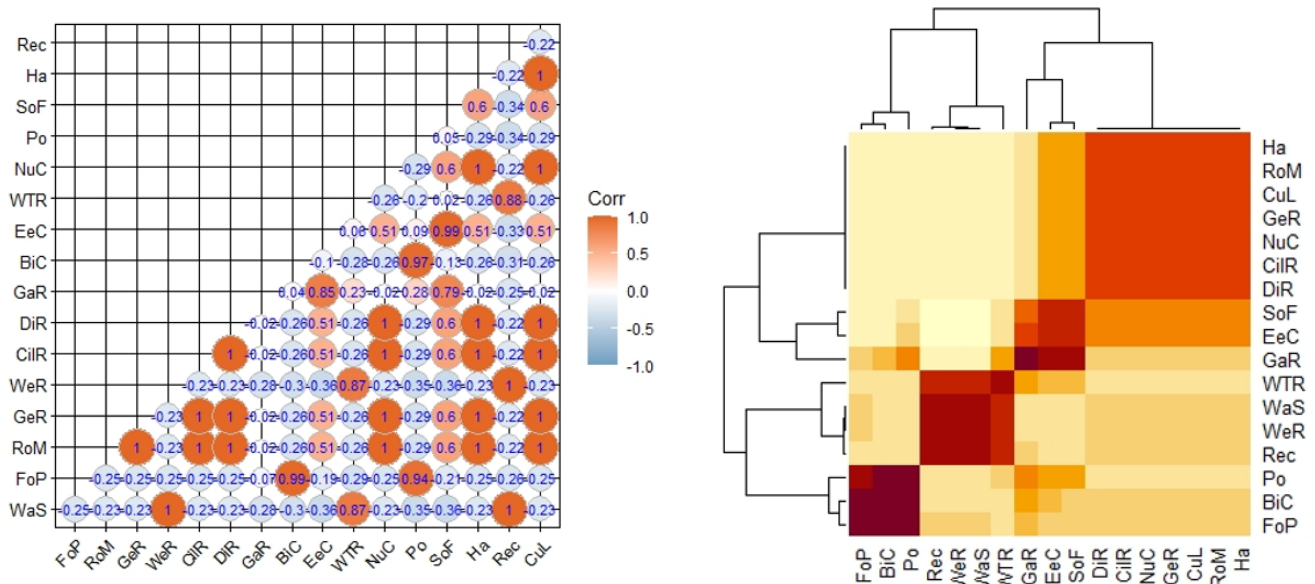 Rec -0.22
Ha -0.22 1
SoF 0.6 -0.34 0.6
Po 0.05 -0.29 -0.34 -0.29
NuC -0.29 0.6 1 -0.22 1
WTR -0.26 -0.2 0.02 -0.26 0.88 -0.26
EeC 0.06 0.51 0.09 0.99 0.51 -0.33 0.51
BiC -0.1 -0.28 -0.26 0.97 -0.13 -0.26 -0.31 -0.26
GaR 0.04 0.85 0.23 -0.02 0.28 0.79 -0.02 -0.25 -0.02
DiR -0.02 -0.26 0.51 -0.26 1 -0.29 0.6 1 -0.22 1
CilR 1 -0.02 -0.26 0.51 -0.26 1 -0.29 0.6 1 -0.22 1
WeR -0.23 -0.23 -0.28 -0.3 -0.36 0.87 -0.23 -0.35 -0.36 -0.23 1 -0.23
GeR -0.23 1 1 -0.02 -0.26 0.51 -0.26 1 -0.29 0.6 1 -0.22 1
RoM 1 -0.23 1 1 -0.02 -0.26 0.51 -0.26 1 -0.29 0.6 1 -0.22 1
FoP -0.25 -0.25 -0.25 -0.25 -0.25 -0.07 0.99 -0.19 -0.29 -0.25 0.94 -0.21 -0.25 -0.26 -0.25
WaS -0.25 -0.23 -0.23 1 -0.23 -0.23 -0.28 -0.3 -0.36 0.87 -0.23 -0.35 -0.36 -0.23 1 -0.23
FoP RoM GeR WeR CilR DiR GaR BiC EeC WTR NuC Po SoF Ha Rec CuL
Corr
1.0
0.5
0.0
-0.5
-1.0
Ha
RoM
CuL
GeR
NuC
CilR
DiR
SoF
EeC
GaR
WTR
WaS
WeR
Rec
Po
BiC
FoP
FoP BiC Po Rec WeR WaS WTR GaR EeC SoF DiR CilR NuC GeR CuL RoM Ha